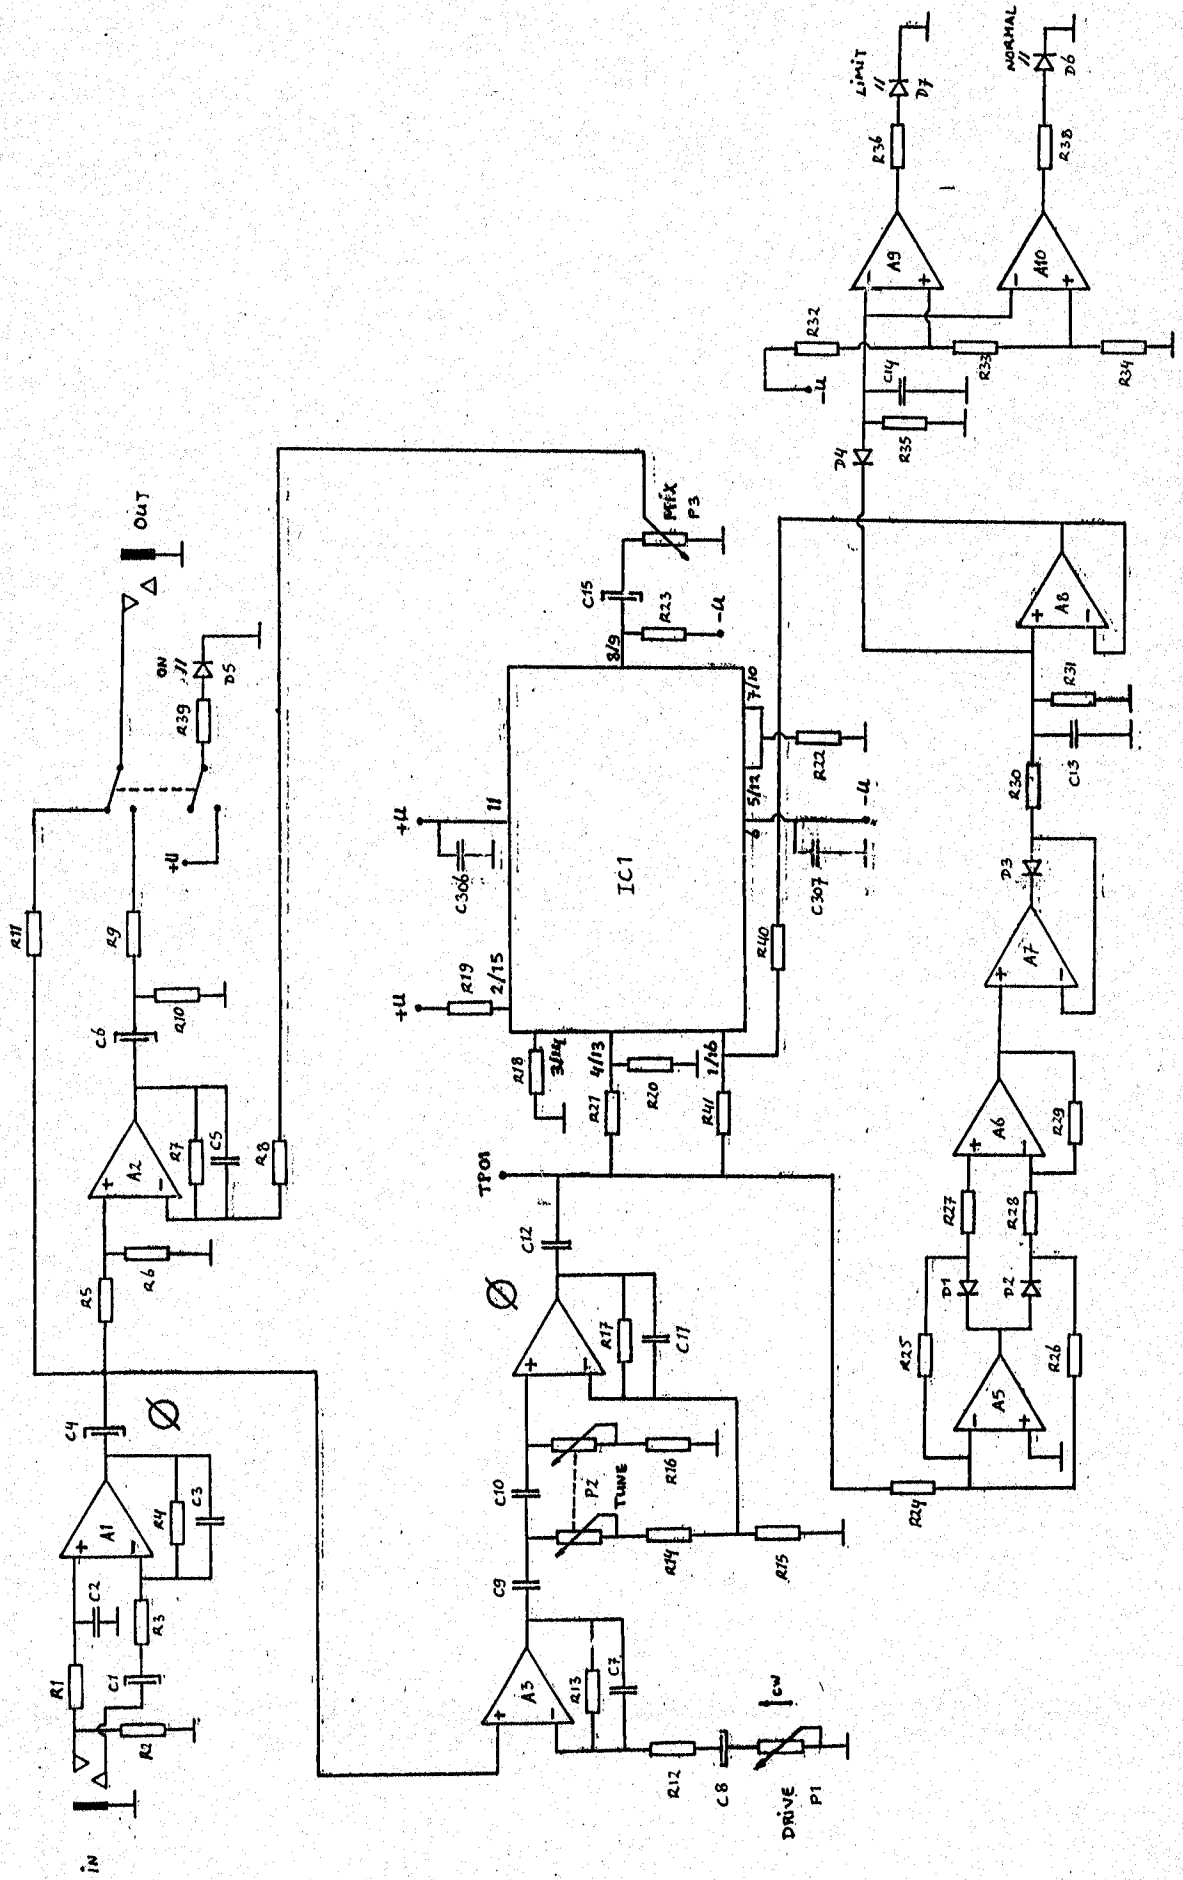 IN
R1
R2
C1
C2
R3
A1
+
−
R4
C3
C4
Ø
R5
R6
A2
+
−
R7
C5
R8
C6
R10
R9
R11
+U
R39
ON
D5
OUT
DRIVE
P1
CW
C8
R12
A3
+
−
R13
C7
C9
C10
P2
TUNE
R14
R15
R16
+
−
Ø
R17
C11
C12
TP01
R21
R20
R41
R18
3/14
4/13
1/16
+U
R19
2/15
+U
C306
11
IC1
8/9
C15
R23
-U
MIX
P3
7/10
5/12
6
R22
-U
C307
R40
R24
A5
−
+
R25
R26
D1
D2
R27
R28
A6
+
−
R29
A7
+
−
D3
R30
C13
R31
A8
+
−
D4
R35
C14
-U
R32
R33
R34
A9
−
+
A10
−
+
R36
R38
LIMIT
D7
NORMAL
D6